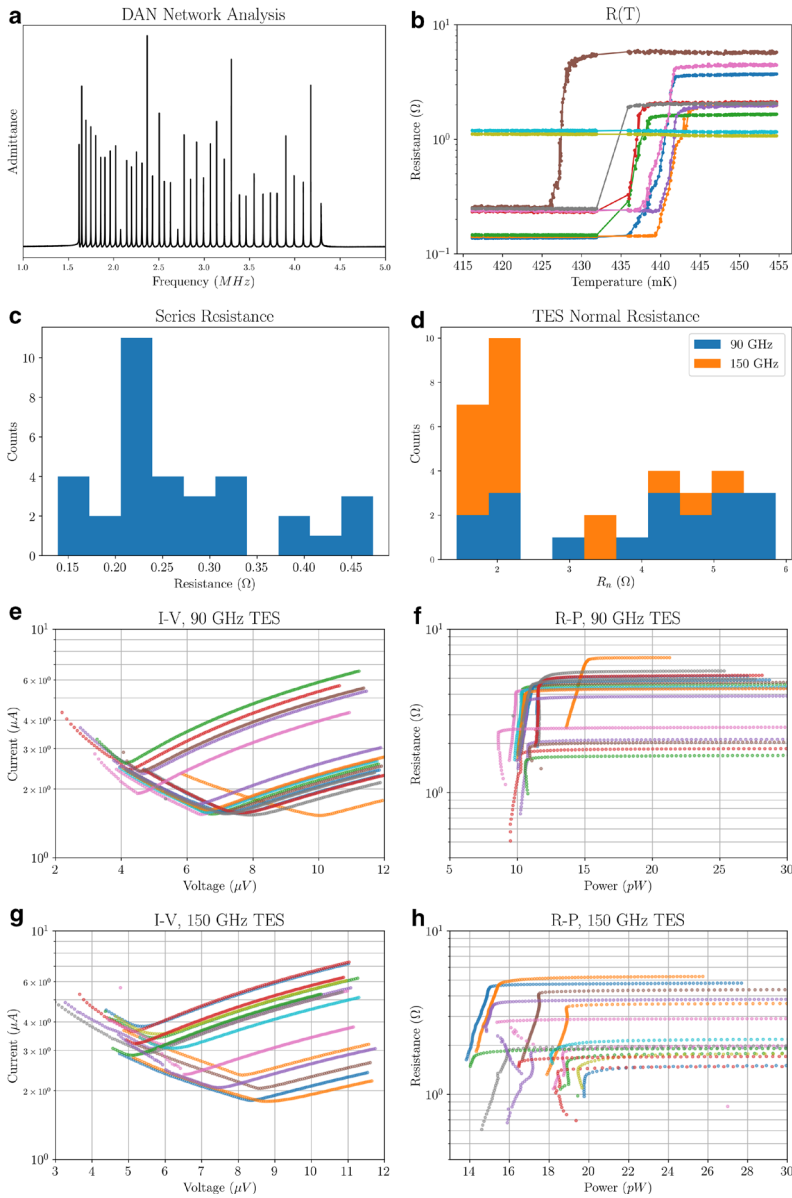 a
DAN Network Analysis
Admittance
1.0 1.5 2.0 2.5 3.0 3.5 4.0 4.5 5.0
Frequency (MHz)
b
R(T)
Resistance (Ω)
10¹
10⁰
10⁻¹
415 420 425 430 435 440 445 450 455
Temperature (mK)
c
Series Resistance
Counts
10
8
6
4
2
0
0.15 0.20 0.25 0.30 0.35 0.40 0.45
Resistance (Ω)
d
TES Normal Resistance
90 GHz
150 GHz
Counts
10
8
6
4
2
0
2 3 4 5 6
Rₙ (Ω)
e
I-V, 90 GHz TES
Current (μA)
10¹
6 × 10⁰
4 × 10⁰
3 × 10⁰
2 × 10⁰
10⁰
2 4 6 8 10 12
Voltage (μV)
f
R-P, 90 GHz TES
Resistance (Ω)
10¹
10⁰
5 10 15 20 25 30
Power (pW)
g
I-V, 150 GHz TES
Current (μA)
10¹
6 × 10⁰
4 × 10⁰
3 × 10⁰
2 × 10⁰
10⁰
3 4 5 6 7 8 9 10 11 12
Voltage (μV)
h
R-P, 150 GHz TES
Resistance (Ω)
10¹
10⁰
14 16 18 20 22 24 26 28 30
Power (pW)